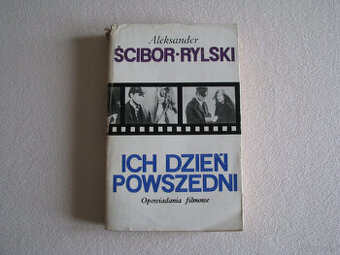 Aleksander
ŚCIBOR-RYLSKI
ICH DZIEŃ
POWSZEDNI
Opowiadania filmowe